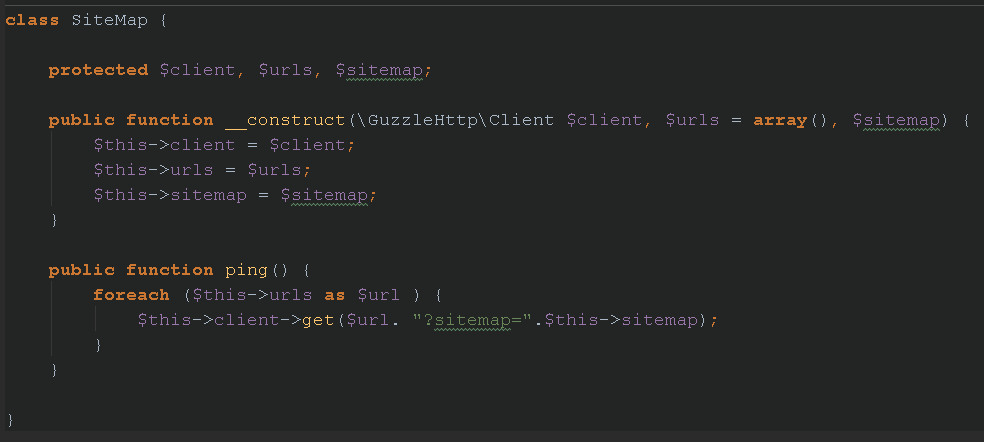 class SiteMap {
protected $client, $urls, $sitemap;
public function __construct(\GuzzleHttp\Client $client, $urls = array(), $sitemap) {
$this->client = $client;
$this->urls = $urls;
$this->sitemap = $sitemap;
}
public function ping() {
foreach ($this->urls as $url ) {
$this->client->get($url. "?sitemap=".$this->sitemap);
}
}
}